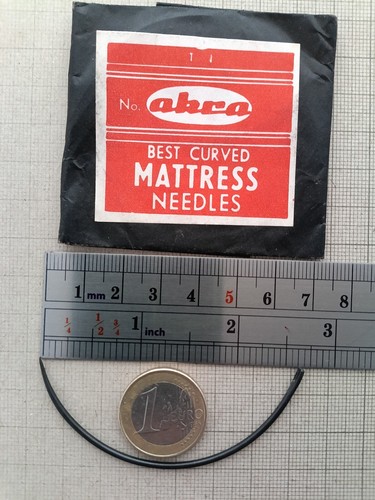 No. akra
BEST CURVED
MATTRESS
NEEDLES
1 mm 2 3 4 5 6 7 8
1/4 1/2 3/4 1 inch 2 3
1 EURO